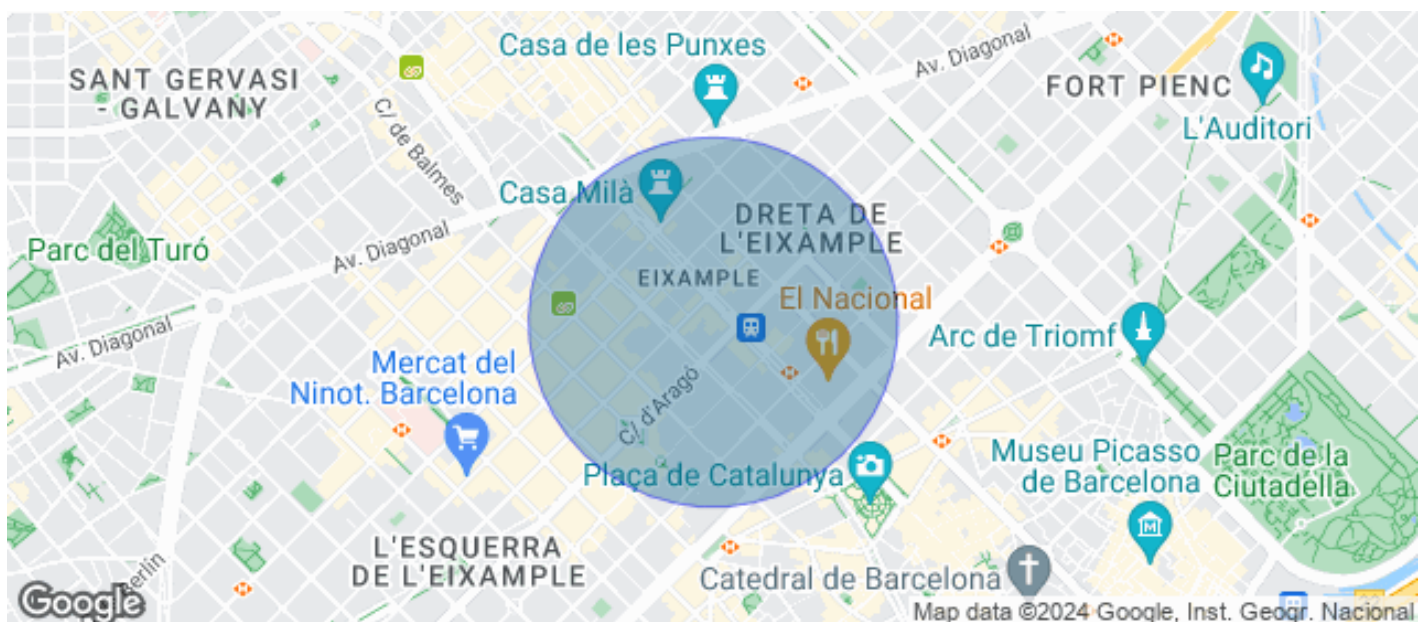 Casa de les Punxes
Av. Diagonal
SANT GERVASI
- GALVANY
FORT PIENC
L'Auditori
C/ de Balmes
Casa Milà
DRETA DE
L'EIXAMPLE
Parc del Turó
Av. Diagonal
EIXAMPLE
El Nacional
Arc de Triomf
Av. Diagonal
Mercat del
Ninot. Barcelona
C/ d'Aragó
Museu Picasso
de Barcelona
Parc de la
Ciutadella
Plaça de Catalunya
L'ESQUERRA
DE L'EIXAMPLE
Catedral de Barcelona
Berlin
Google
Map data ©2024 Google, Inst. Geogr. Nacional